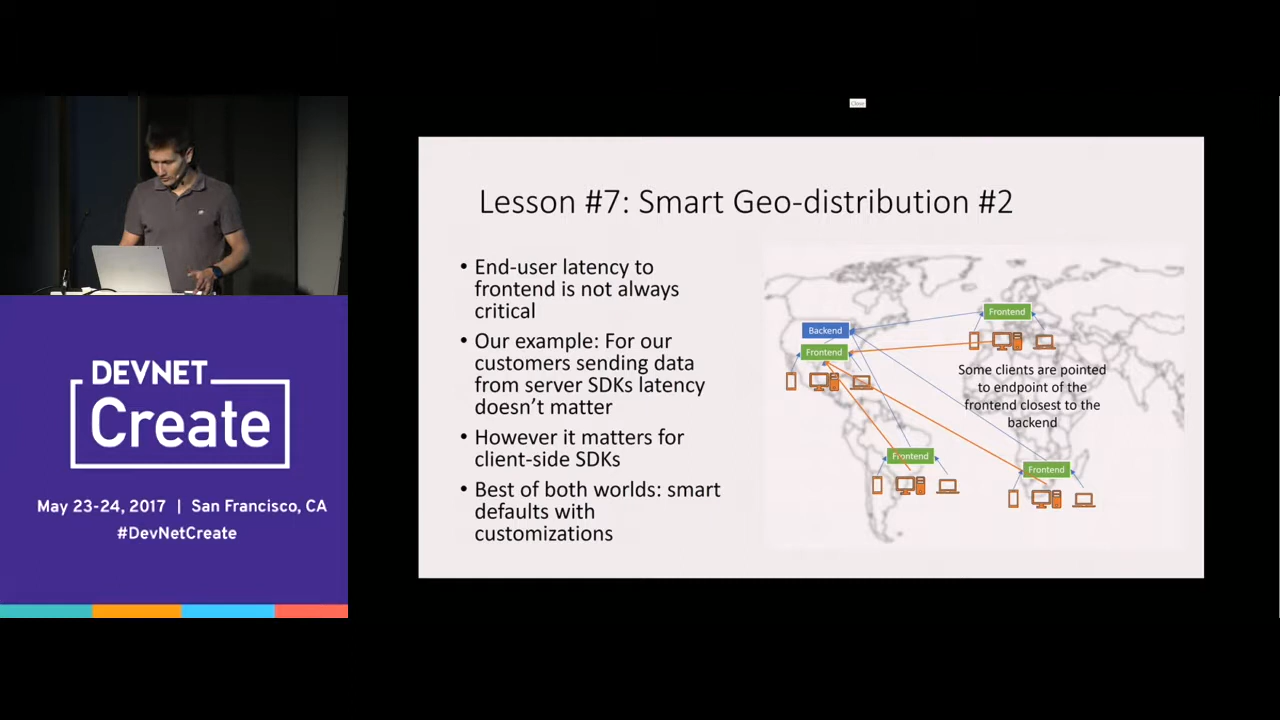 Close
Lesson #7: Smart Geo-distribution #2
• End-user latency to
frontend is not always
critical
• Our example: For our
customers sending data
from server SDKs latency
doesn't matter
• However it matters for
client-side SDKs
• Best of both worlds: smart
defaults with
customizations
Backend
Frontend
Frontend
Some clients are pointed
to endpoint of the
frontend closest to the
backend
Frontend
Frontend
DEVNET
Create
May 23-24, 2017 | San Francisco, CA
#DevNetCreate